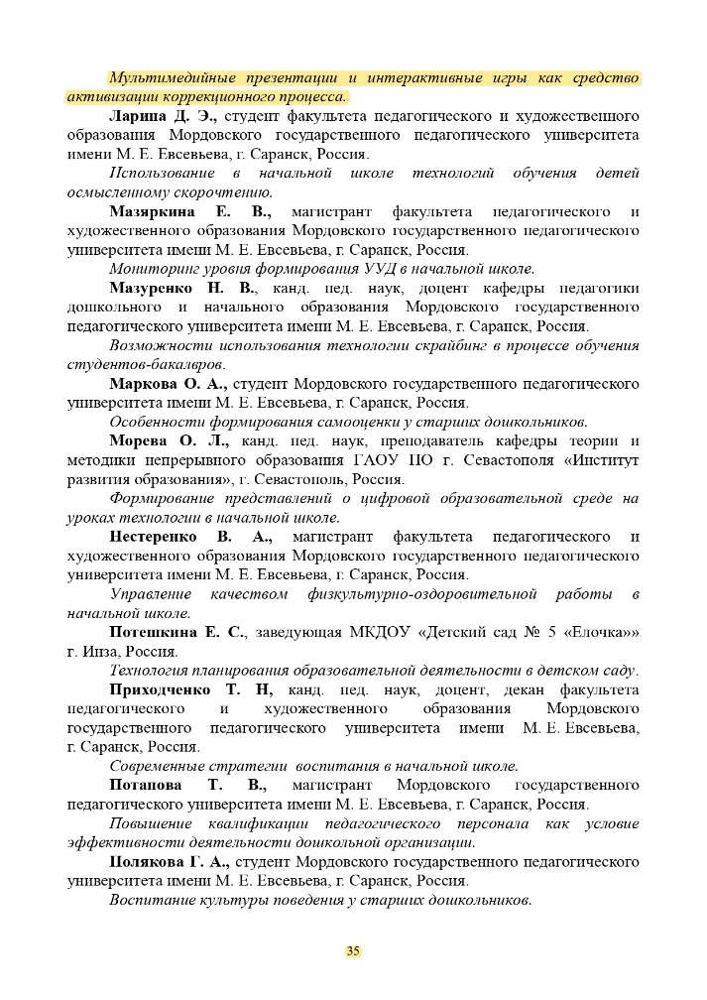 Мультимедийные презентации и интерактивные игры как средство
активизации коррекционного процесса.
Ларина Д. Э., студент факультета педагогического и художественного
образования Мордовского государственного педагогического университета
имени М. Е. Евсевьева, г. Саранск, Россия.
Использование в начальной школе технологий обучения детей
осмысленному скорочтению.
Мазяркина Е. В., магистрант факультета педагогического и
художественного образования Мордовского государственного педагогического
университета имени М. Е. Евсевьева, г. Саранск, Россия.
Мониторинг уровня формирования УУД в начальной школе.
Мазуренко Н. В., канд. пед. наук, доцент кафедры педагогики
дошкольного и начального образования Мордовского государственного
педагогического университета имени М. Е. Евсевьева, г. Саранск, Россия.
Возможности использования технологии скрайбинг в процессе обучения
студентов-бакалвров.
Маркова О. А., студент Мордовского государственного педагогического
университета имени М. Е. Евсевьева, г. Саранск, Россия.
Особенности формирования самооценки у старших дошкольников.
Морева О. Л., канд. пед. наук, преподаватель кафедры теории и
методики непрерывного образования ГАОУ ПО г. Севастополя «Институт
развития образования», г. Севастополь, Россия.
Формирование представлений о цифровой образовательной среде на
уроках технологии в начальной школе.
Нестеренко В. А., магистрант факультета педагогического и
художественного образования Мордовского государственного педагогического
университета имени М. Е. Евсевьева, г. Саранск, Россия.
Управление качеством физкультурно-оздоровительной работы в
начальной школе.
Потешкина Е. С., заведующая МКДОУ «Детский сад № 5 «Елочка»»
г. Инза, Россия.
Технология планирования образовательной деятельности в детском саду.
Приходченко Т. Н, канд. пед. наук, доцент, декан факультета
педагогического и художественного образования Мордовского
государственного педагогического университета имени М. Е. Евсевьева,
г. Саранск, Россия.
Современные стратегии воспитания в начальной школе.
Потапова Т. В., магистрант Мордовского государственного
педагогического университета имени М. Е. Евсевьева, г. Саранск, Россия.
Повышение квалификации педагогического персонала как условие
эффективности деятельности дошкольной организации.
Полякова Г. А., студент Мордовского государственного педагогического
университета имени М. Е. Евсевьева, г. Саранск, Россия.
Воспитание культуры поведения у старших дошкольников.
35